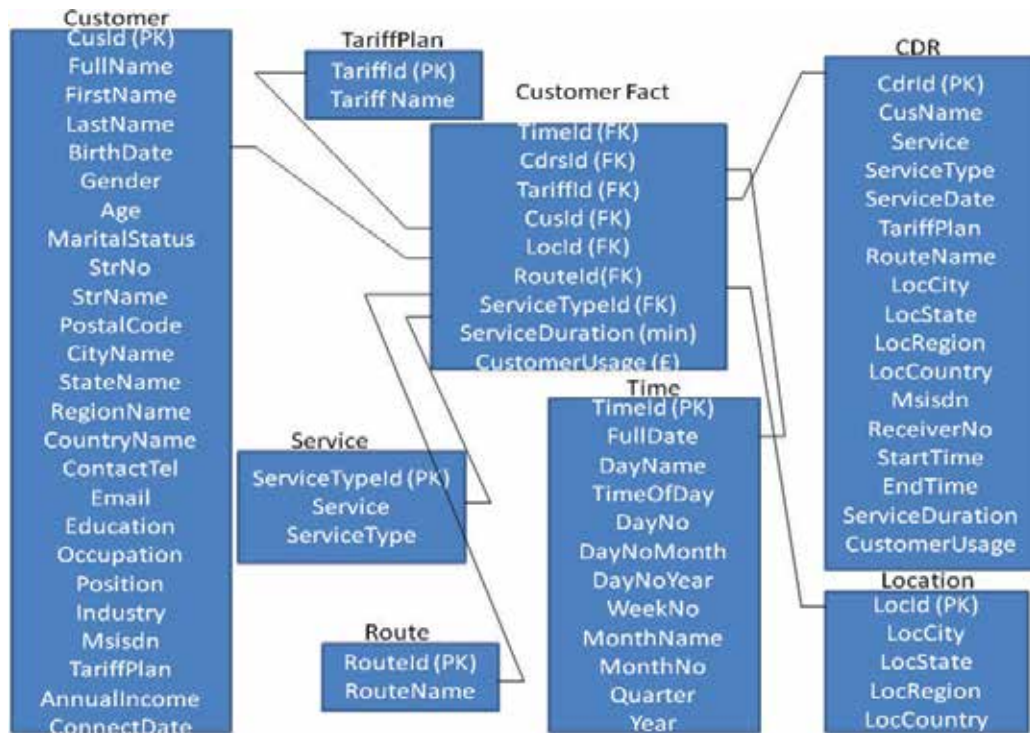 Customer
CusId (PK)
FullName
FirstName
LastName
BirthDate
Gender
Age
MaritalStatus
StrNo
StrName
PostalCode
CityName
StateName
RegionName
CountryName
ContactTel
Email
Education
Occupation
Position
Industry
Msisdn
TariffPlan
AnnualIncome
ConnectDate
TariffPlan
TariffId (PK)
Tariff Name
Customer Fact
TimeId (FK)
CdrsId (FK)
TariffId (FK)
CusId (FK)
LocId (FK)
RouteId(FK)
ServiceTypeId (FK)
ServiceDuration (min)
CustomerUsage (£)
Service
ServiceTypeId (PK)
Service
ServiceType
Route
RouteId (PK)
RouteName
Time
TimeId (PK)
FullDate
DayName
TimeOfDay
DayNo
DayNoMonth
DayNoYear
WeekNo
MonthName
MonthNo
Quarter
Year
CDR
CdrId (PK)
CusName
Service
ServiceType
ServiceDate
TariffPlan
RouteName
LocCity
LocState
LocRegion
LocCountry
Msisdn
ReceiverNo
StartTime
EndTime
ServiceDuration
CustomerUsage
Location
LocId (PK)
LocCity
LocState
LocRegion
LocCountry